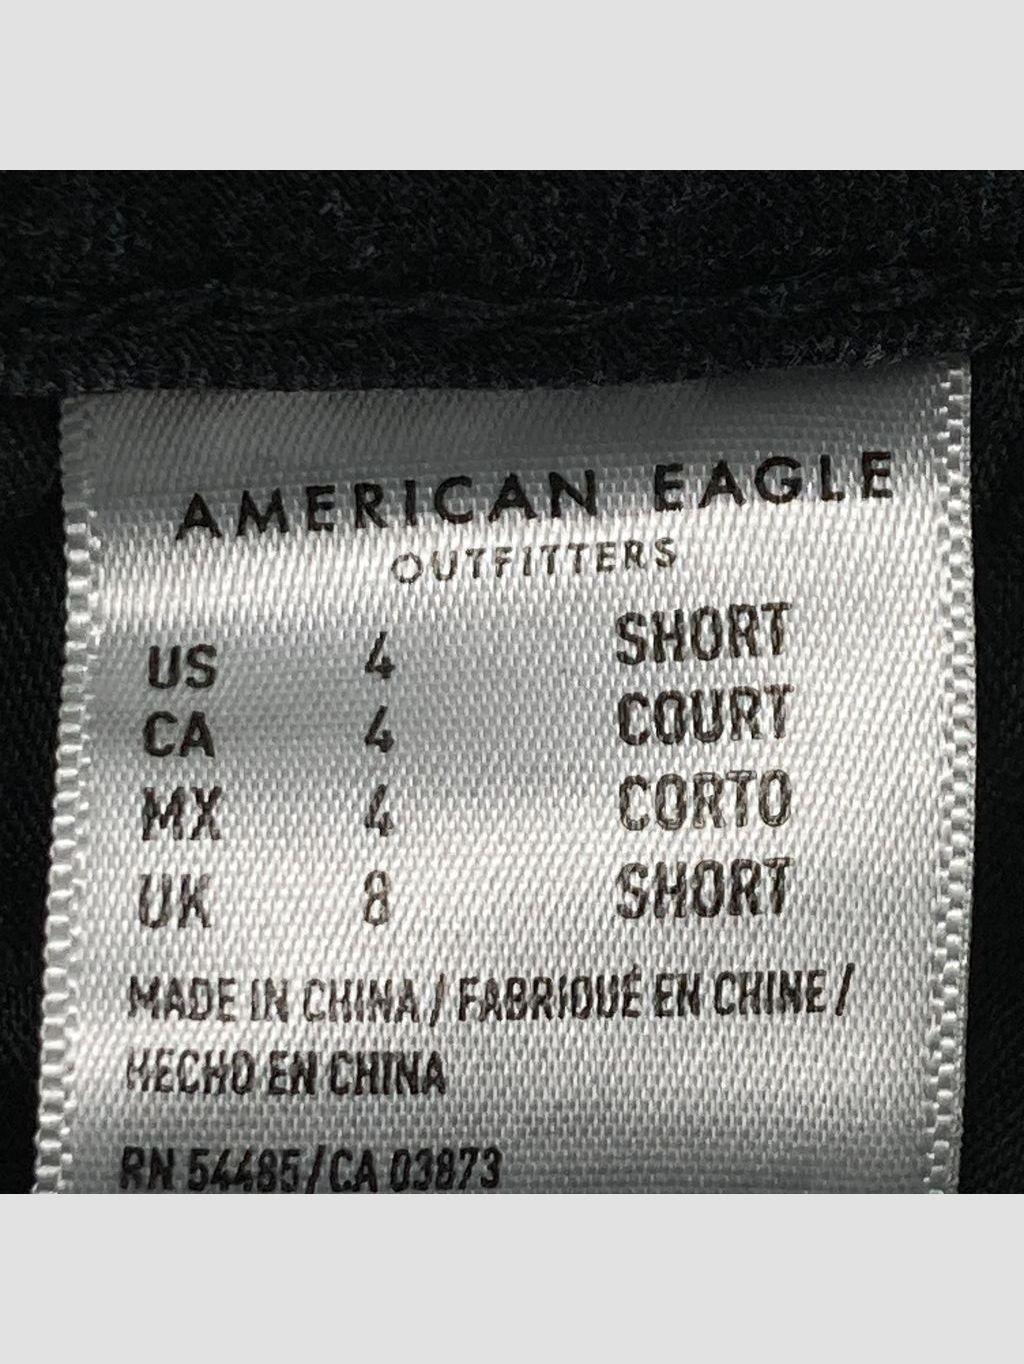 AMERICAN EAGLE
OUTFITTERS
US 4 SHORT
CA 4 COURT
MX 4 CORTO
UK 8 SHORT
MADE IN CHINA / FABRIQUÉ EN CHINE /
HECHO EN CHINA
RN 54485/CA 03873